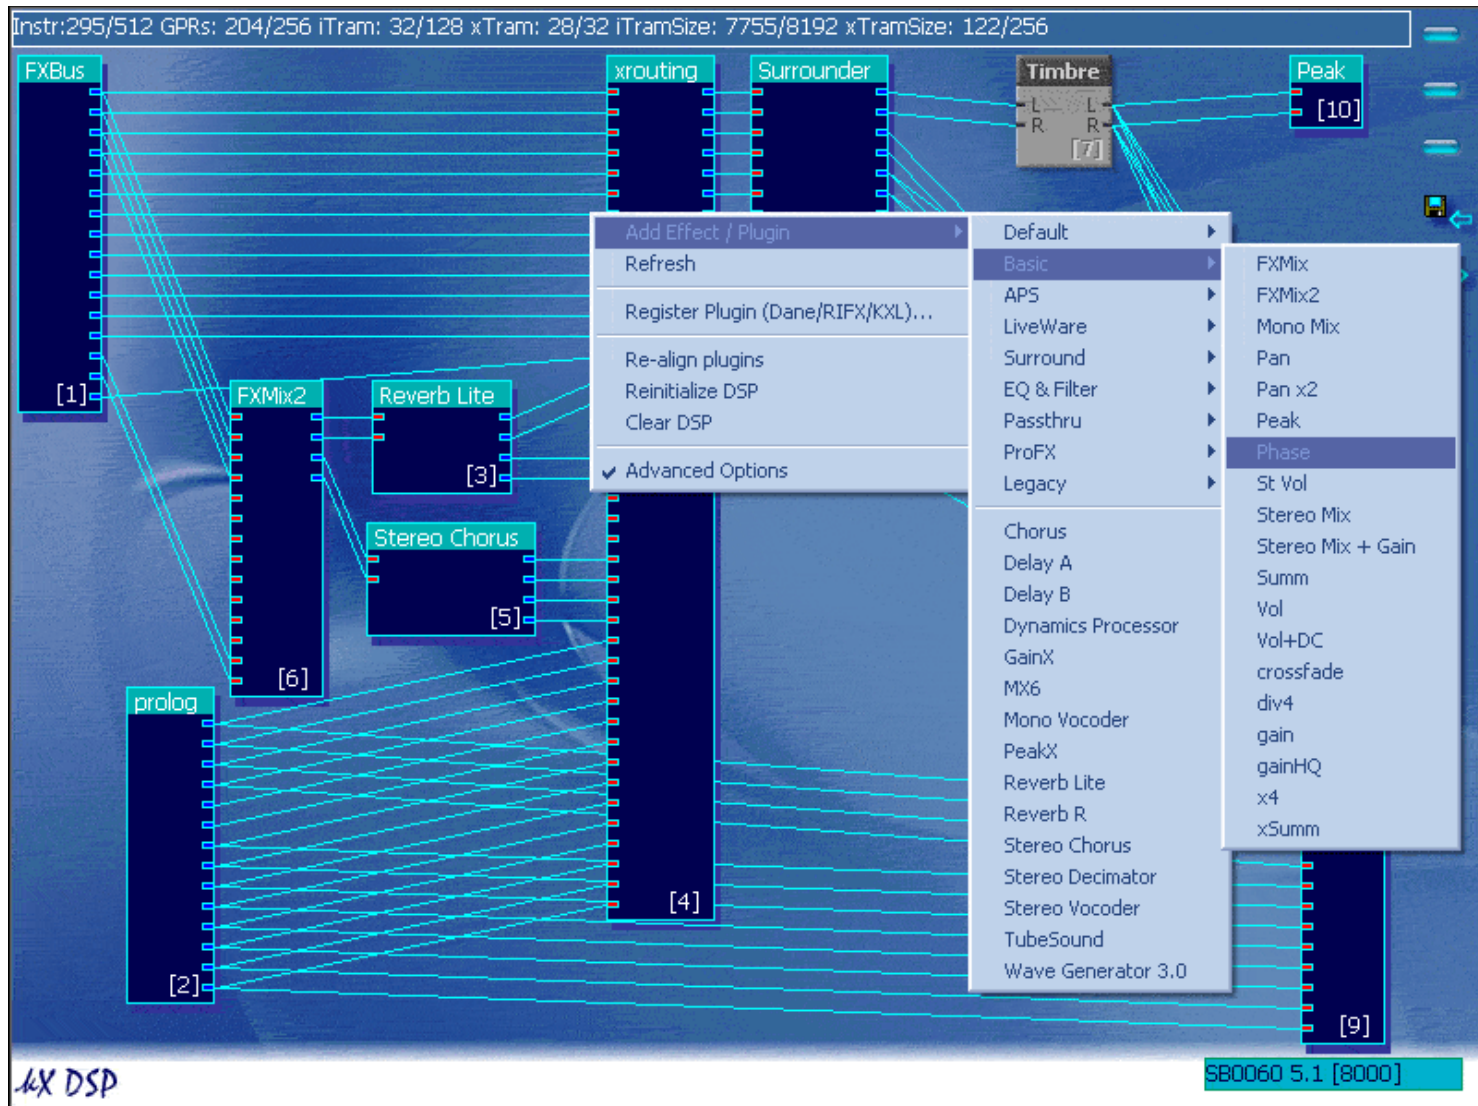 Instr:295/512 GPRs: 204/256 iTram: 32/128 xTram: 28/32 iTramSize: 7755/8192 xTramSize: 122/256
FXBus
[1]
xrouting
[4]
Surrounder
Timbre
L L
R R
[7]
Peak
[10]
FXMix2
[6]
Reverb Lite
[3]
Stereo Chorus
[5]
prolog
[2]
[9]
Add Effect / Plugin
Refresh
Register Plugin (Dane/RIFX/KXL)...
Re-align plugins
Reinitialize DSP
Clear DSP
Advanced Options
Default
Basic
APS
LiveWare
Surround
EQ & Filter
Passthru
ProFX
Legacy
Chorus
Delay A
Delay B
Dynamics Processor
GainX
MX6
Mono Vocoder
PeakX
Reverb Lite
Reverb R
Stereo Chorus
Stereo Decimator
Stereo Vocoder
TubeSound
Wave Generator 3.0
FXMix
FXMix2
Mono Mix
Pan
Pan x2
Peak
Phase
St Vol
Stereo Mix
Stereo Mix + Gain
Summ
Vol
Vol+DC
crossfade
div4
gain
gainHQ
x4
xSumm
kX DSP
SB0060 5.1 [8000]